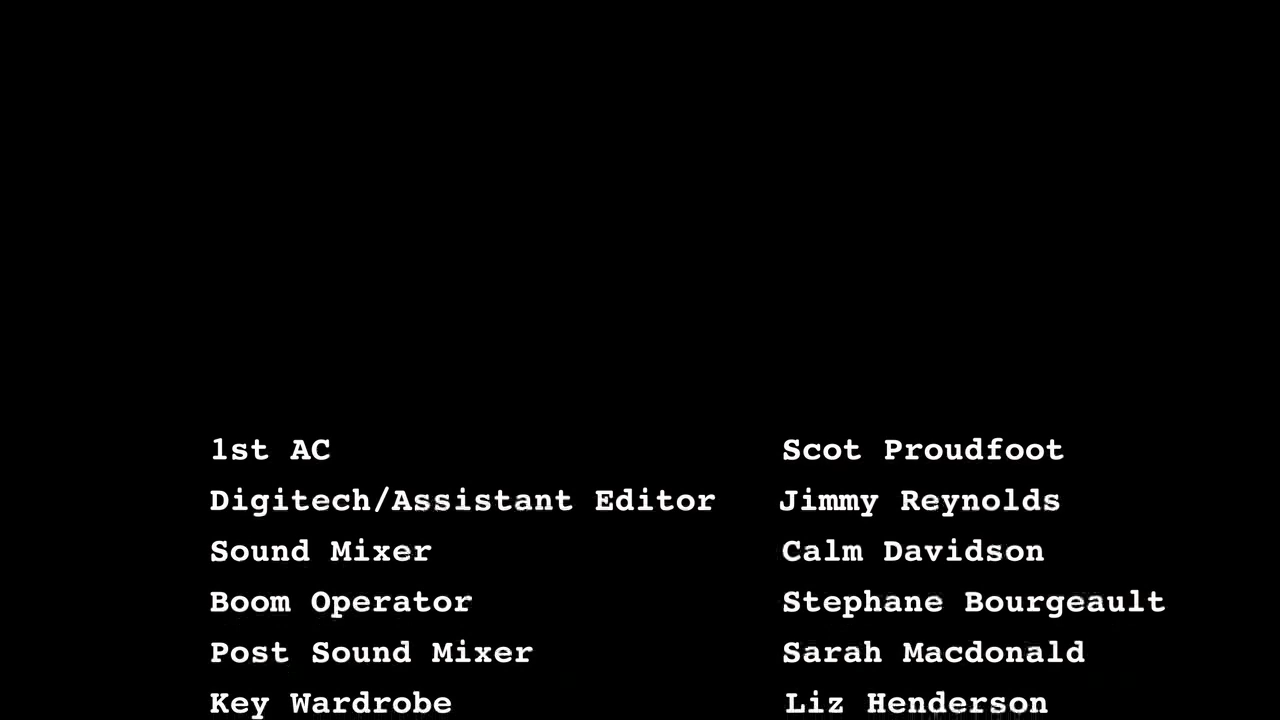 1st AC Scot Proudfoot
Digitech/Assistant Editor Jimmy Reynolds
Sound Mixer Calm Davidson
Boom Operator Stephane Bourgeault
Post Sound Mixer Sarah Macdonald
Key Wardrobe Liz Henderson